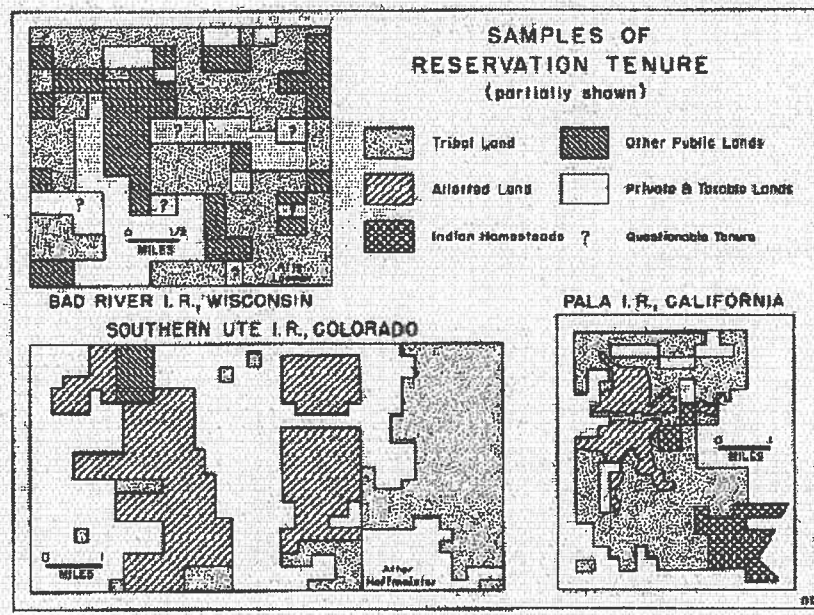 SAMPLES OF
RESERVATION TENURE
(partially shown)
Tribal Land
Other Public Lands
Allotted Land
Private & Taxable Lands
Indian Homesteads
? Questionable Tenure
? ?
? ?
0 1/2
MILES
?
After
BAD RIVER I. R., WISCONSIN
PALA I.R., CALIFORNIA
SOUTHERN UTE I.R., COLORADO
0 1
MILES
0 1
MILES
After
Hoffmeister